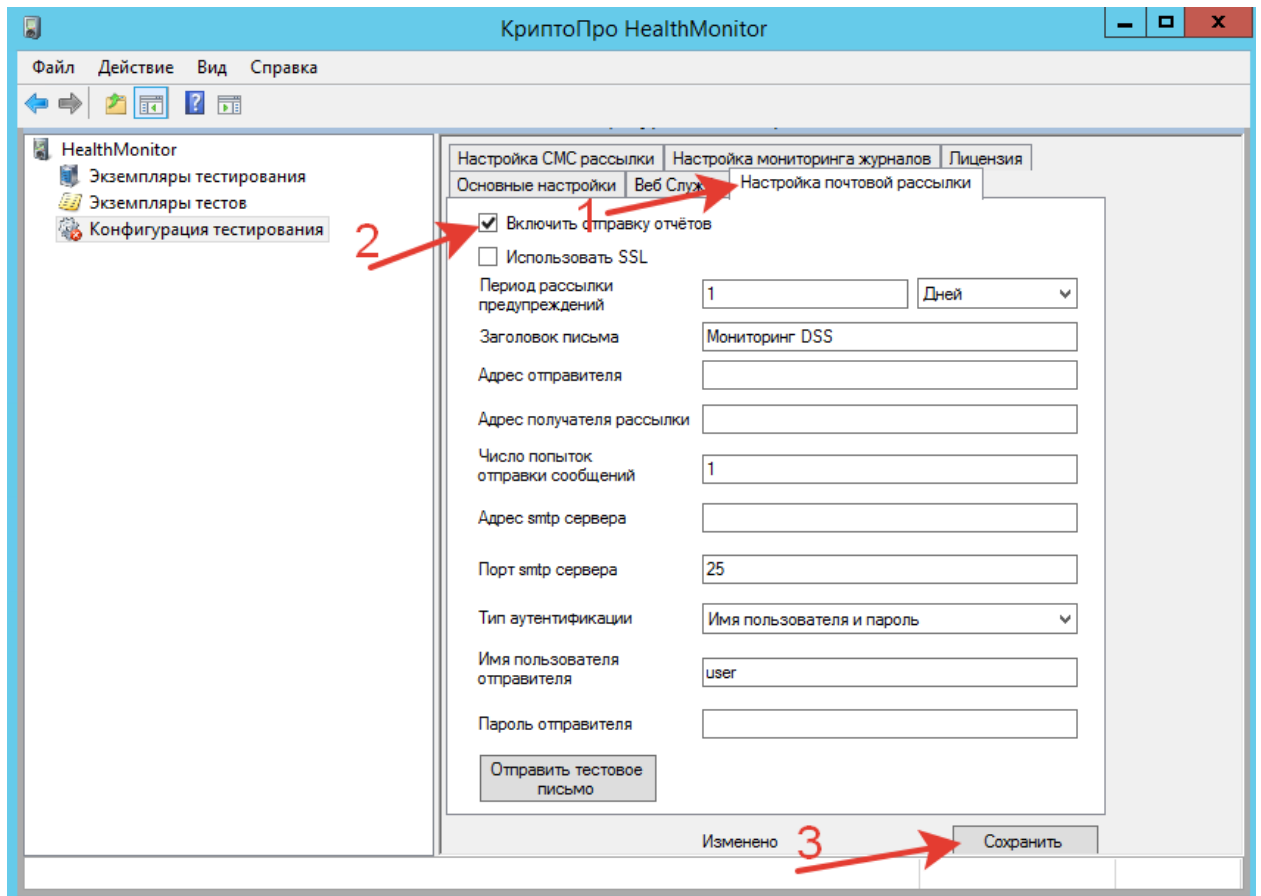 КриптоПро HealthMonitor
Файл Действие Вид Справка
HealthMonitor
Экземпляры тестирования
Экземпляры тестов
Конфигурация тестирования
Настройка СМС рассылки Настройка мониторинга журналов Лицензия
Основные настройки Веб Служ Настройка почтовой рассылки
1
2
Включить отправку отчётов
Использовать SSL
Период рассылки
предупреждений
1 Дней
Заголовок письма Мониторинг DSS
Адрес отправителя
Адрес получателя рассылки
Число попыток
отправки сообщений
1
Адрес smtp сервера
Порт smtp сервера 25
Тип аутентификации Имя пользователя и пароль
Имя пользователя
отправителя
user
Пароль отправителя
Отправить тестовое
письмо
Изменено 3 Сохранить